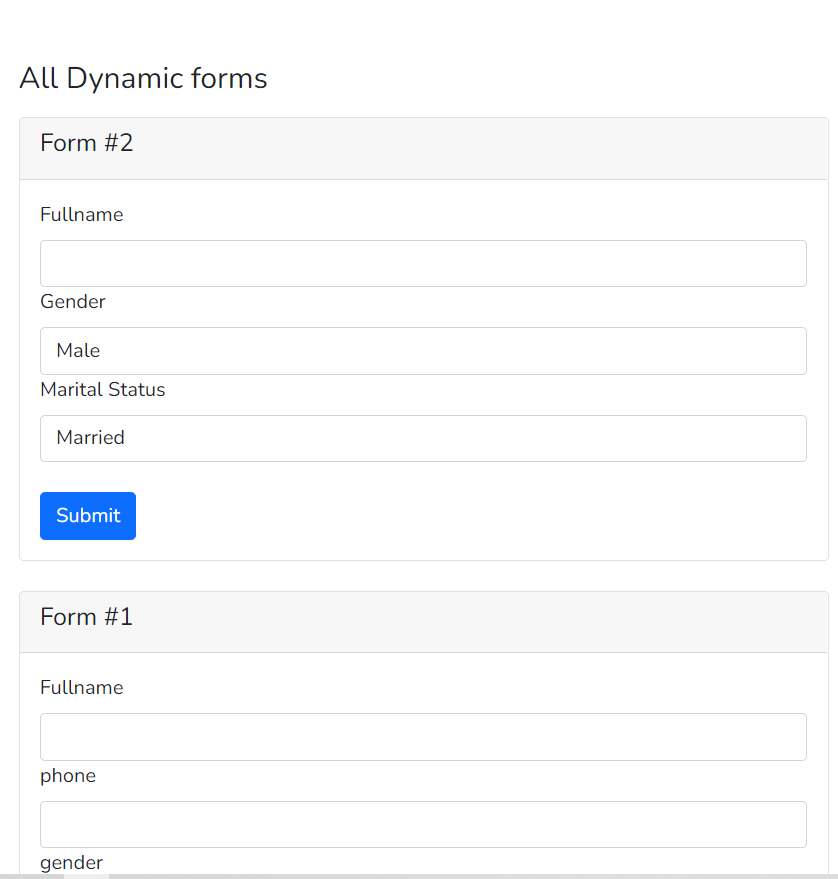 All Dynamic forms
Form #2
Fullname
Gender
Male
Marital Status
Married
Submit
Form #1
Fullname
phone
gender